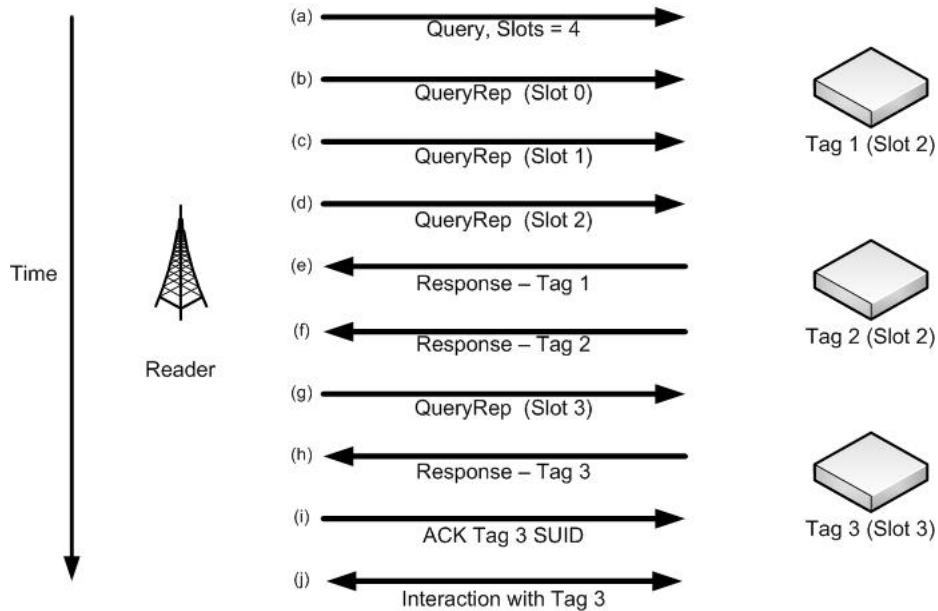 (a)
Query, Slots = 4
(b)
QueryRep (Slot 0)
Tag 1 (Slot 2)
(c)
QueryRep (Slot 1)
(d)
QueryRep (Slot 2)
Time
(e)
Response – Tag 1
Tag 2 (Slot 2)
(f)
Response – Tag 2
Reader
(g)
QueryRep (Slot 3)
(h)
Response – Tag 3
(i)
ACK Tag 3 SUID
Tag 3 (Slot 3)
(j)
Interaction with Tag 3